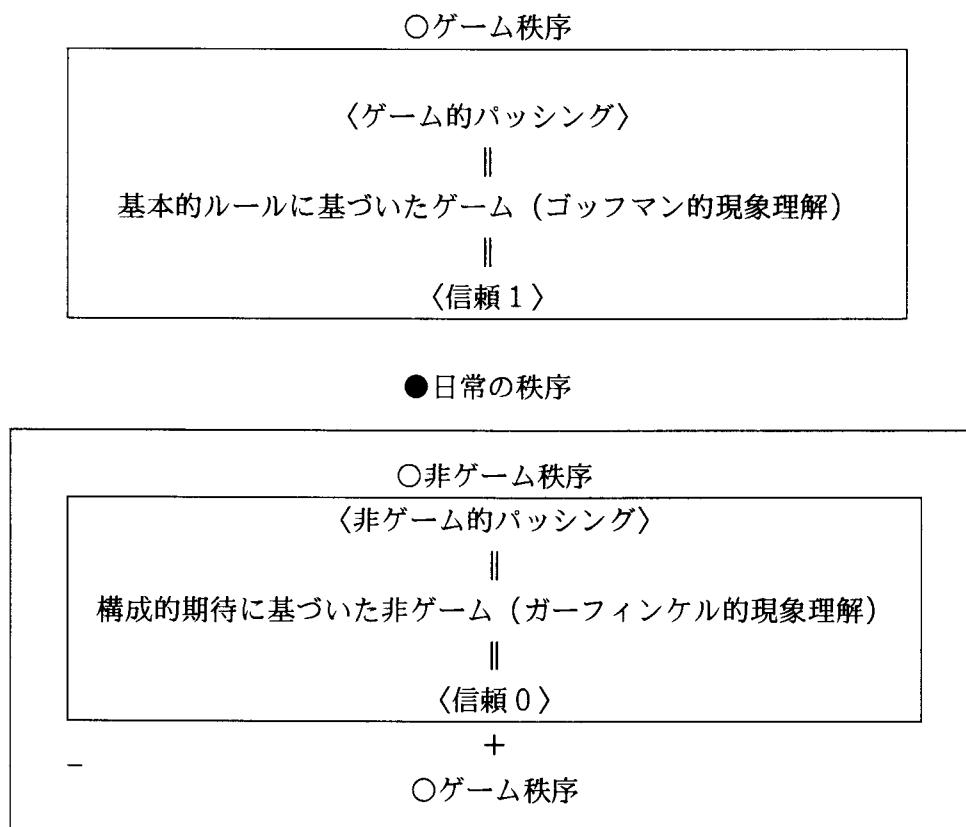 ○ゲーム秩序
〈ゲーム的パッシング〉
∥
基本的ルールに基づいたゲーム（ゴッフマン的現象理解）
∥
〈信頼１〉
●日常の秩序
○非ゲーム秩序
〈非ゲーム的パッシング〉
∥
構成的期待に基づいた非ゲーム（ガーフィンケル的現象理解）
∥
〈信頼０〉
＋
○ゲーム秩序